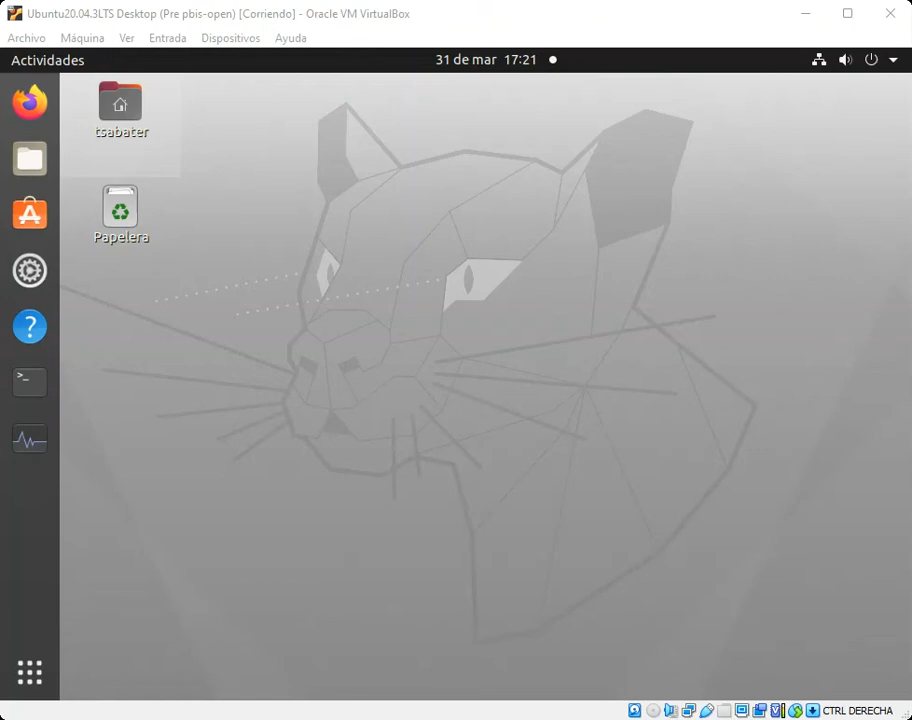 Ubuntu20.04.3LTS Desktop (Pre pbis-open) [Corriendo] - Oracle VM VirtualBox
Archivo Máquina Ver Entrada Dispositivos Ayuda
Actividades 31 de mar 17:21
tsabater
Papelera
CTRL DERECHA